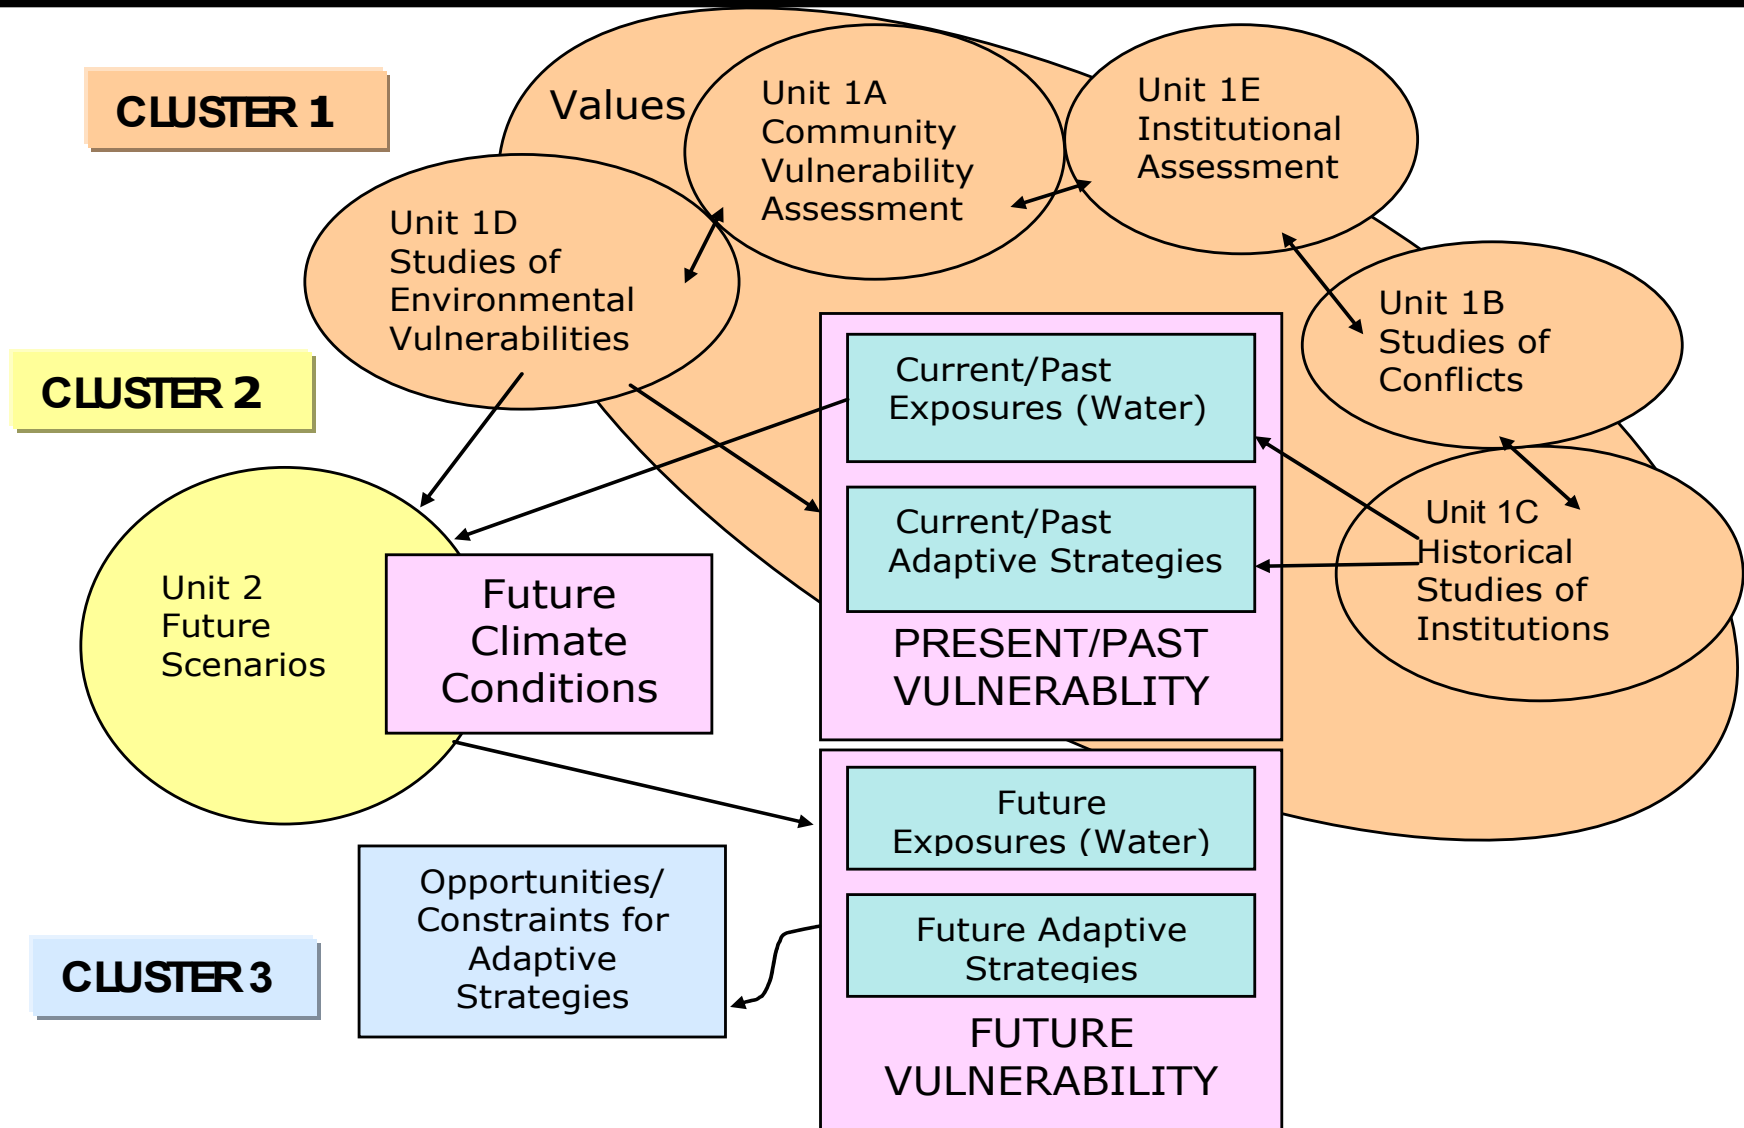 CLUSTER 1
Values
Unit 1A
Community
Vulnerability
Assessment
Unit 1E
Institutional
Assessment
Unit 1D
Studies of
Environmental
Vulnerabilities
Unit 1B
Studies of
Conflicts
CLUSTER 2
Current/Past
Exposures (Water)
Current/Past
Adaptive Strategies
PRESENT/PAST
VULNERABLITY
Unit 1C
Historical
Studies of
Institutions
Unit 2
Future
Scenarios
Future
Climate
Conditions
Future
Exposures (Water)
Future Adaptive
Strategies
FUTURE
VULNERABILITY
CLUSTER 3
Opportunities/
Constraints for
Adaptive
Strategies